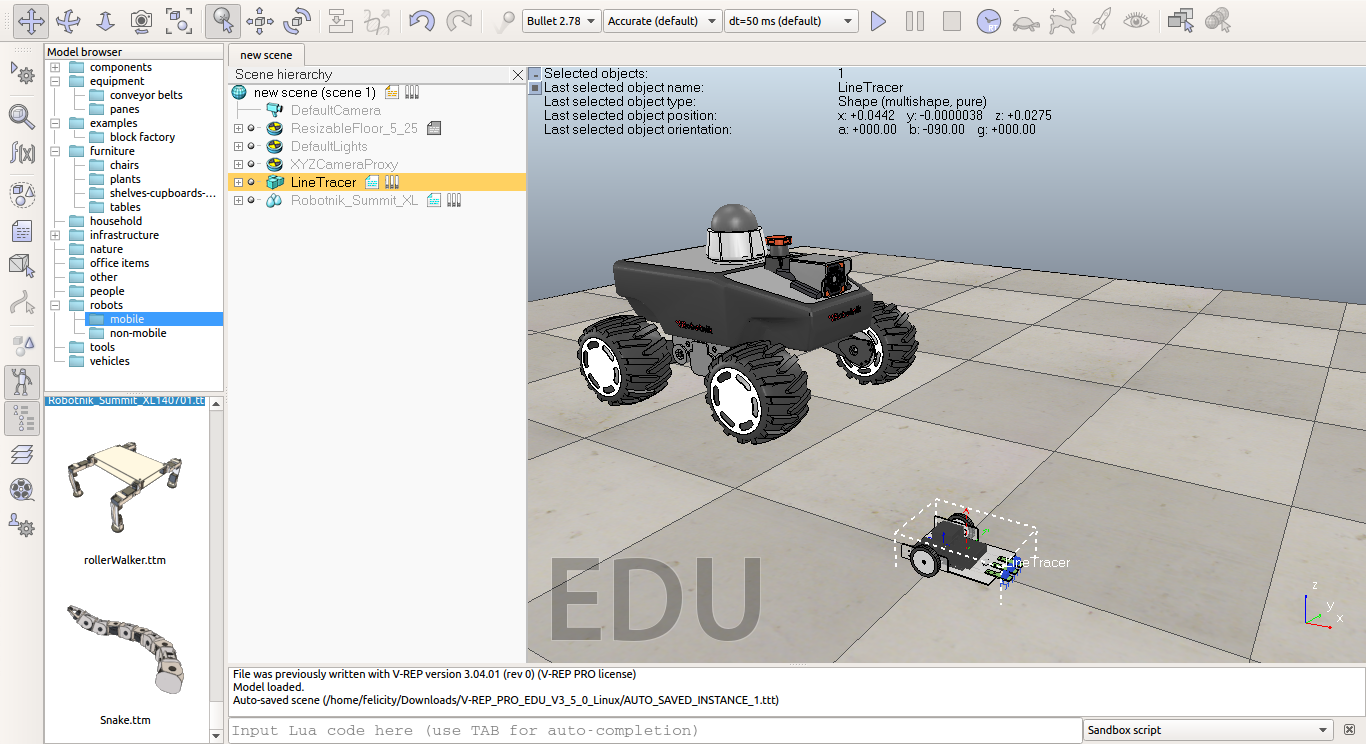 Bullet 2.78
Accurate (default)
dt=50 ms (default)
Model browser
components
equipment
conveyor belts
panes
examples
block factory
furniture
chairs
plants
shelves-cupboards-...
tables
household
infrastructure
nature
office items
other
people
robots
mobile
non-mobile
tools
vehicles
Robotnik_Summit_XL140701.tt
rollerWalker.ttm
Snake.ttm
new scene
Scene hierarchy
new scene (scene 1)
DefaultCamera
ResizableFloor_5_25
DefaultLights
XYZCameraProxy
LineTracer
Robotnik_Summit_XL
Selected objects: 1
Last selected object name: LineTracer
Last selected object type: Shape (multishape, pure)
Last selected object position: x: +0.0442 y: -0.0000038 z: +0.0275
Last selected object orientation: a: +000.00 b: -090.00 g: +000.00
Robotnik
Robotnik
LineTracer
EDU
z
y
x
File was previously written with V-REP version 3.04.01 (rev 0) (V-REP PRO license)
Model loaded.
Auto-saved scene (/home/felicity/Downloads/V-REP_PRO_EDU_V3_5_0_Linux/AUTO_SAVED_INSTANCE_1.ttt)
Input Lua code here (use TAB for auto-completion)
Sandbox script